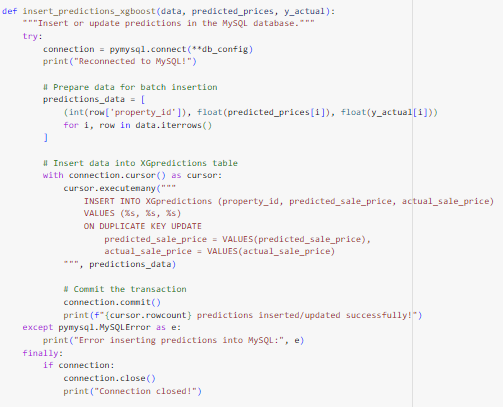 def insert_predictions_xgboost(data, predicted_prices, y_actual):
    """Insert or update predictions in the MySQL database."""
    try:
        connection = pymysql.connect(**db_config)
        print("Reconnected to MySQL!")

        # Prepare data for batch insertion
        predictions_data = [
            (int(row['property_id']), float(predicted_prices[i]), float(y_actual[i]))
            for i, row in data.iterrows()
        ]

        # Insert data into XGpredictions table
        with connection.cursor() as cursor:
            cursor.executemany("""
                INSERT INTO XGpredictions (property_id, predicted_sale_price, actual_sale_price)
                VALUES (%s, %s, %s)
                ON DUPLICATE KEY UPDATE
                    predicted_sale_price = VALUES(predicted_sale_price),
                    actual_sale_price = VALUES(actual_sale_price)
            """, predictions_data)

            # Commit the transaction
            connection.commit()
            print(f"{cursor.rowcount} predictions inserted/updated successfully!")
    except pymysql.MySQLError as e:
        print("Error inserting predictions into MySQL:", e)
    finally:
        if connection:
            connection.close()
            print("Connection closed!")